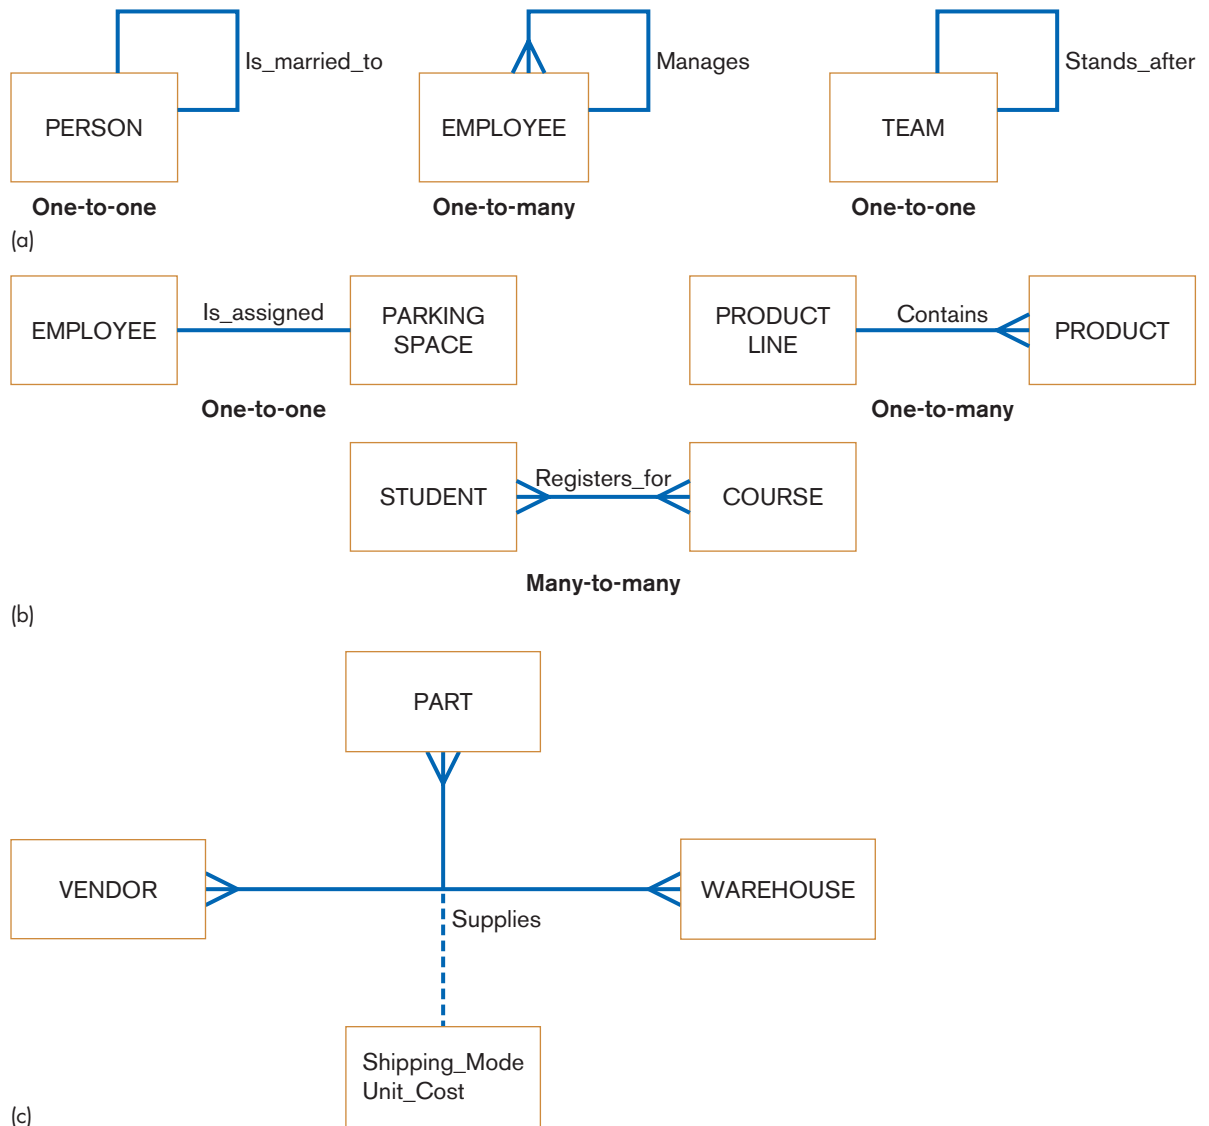 Is_married_to
Manages
Stands_after
PERSON
EMPLOYEE
TEAM
One-to-one
One-to-many
One-to-one
(a)
EMPLOYEE
Is_assigned
PARKING
SPACE
One-to-one
PRODUCT
LINE
Contains
PRODUCT
One-to-many
STUDENT
Registers_for
COURSE
Many-to-many
(b)
PART
VENDOR
WAREHOUSE
Supplies
Shipping_Mode
Unit_Cost
(c)